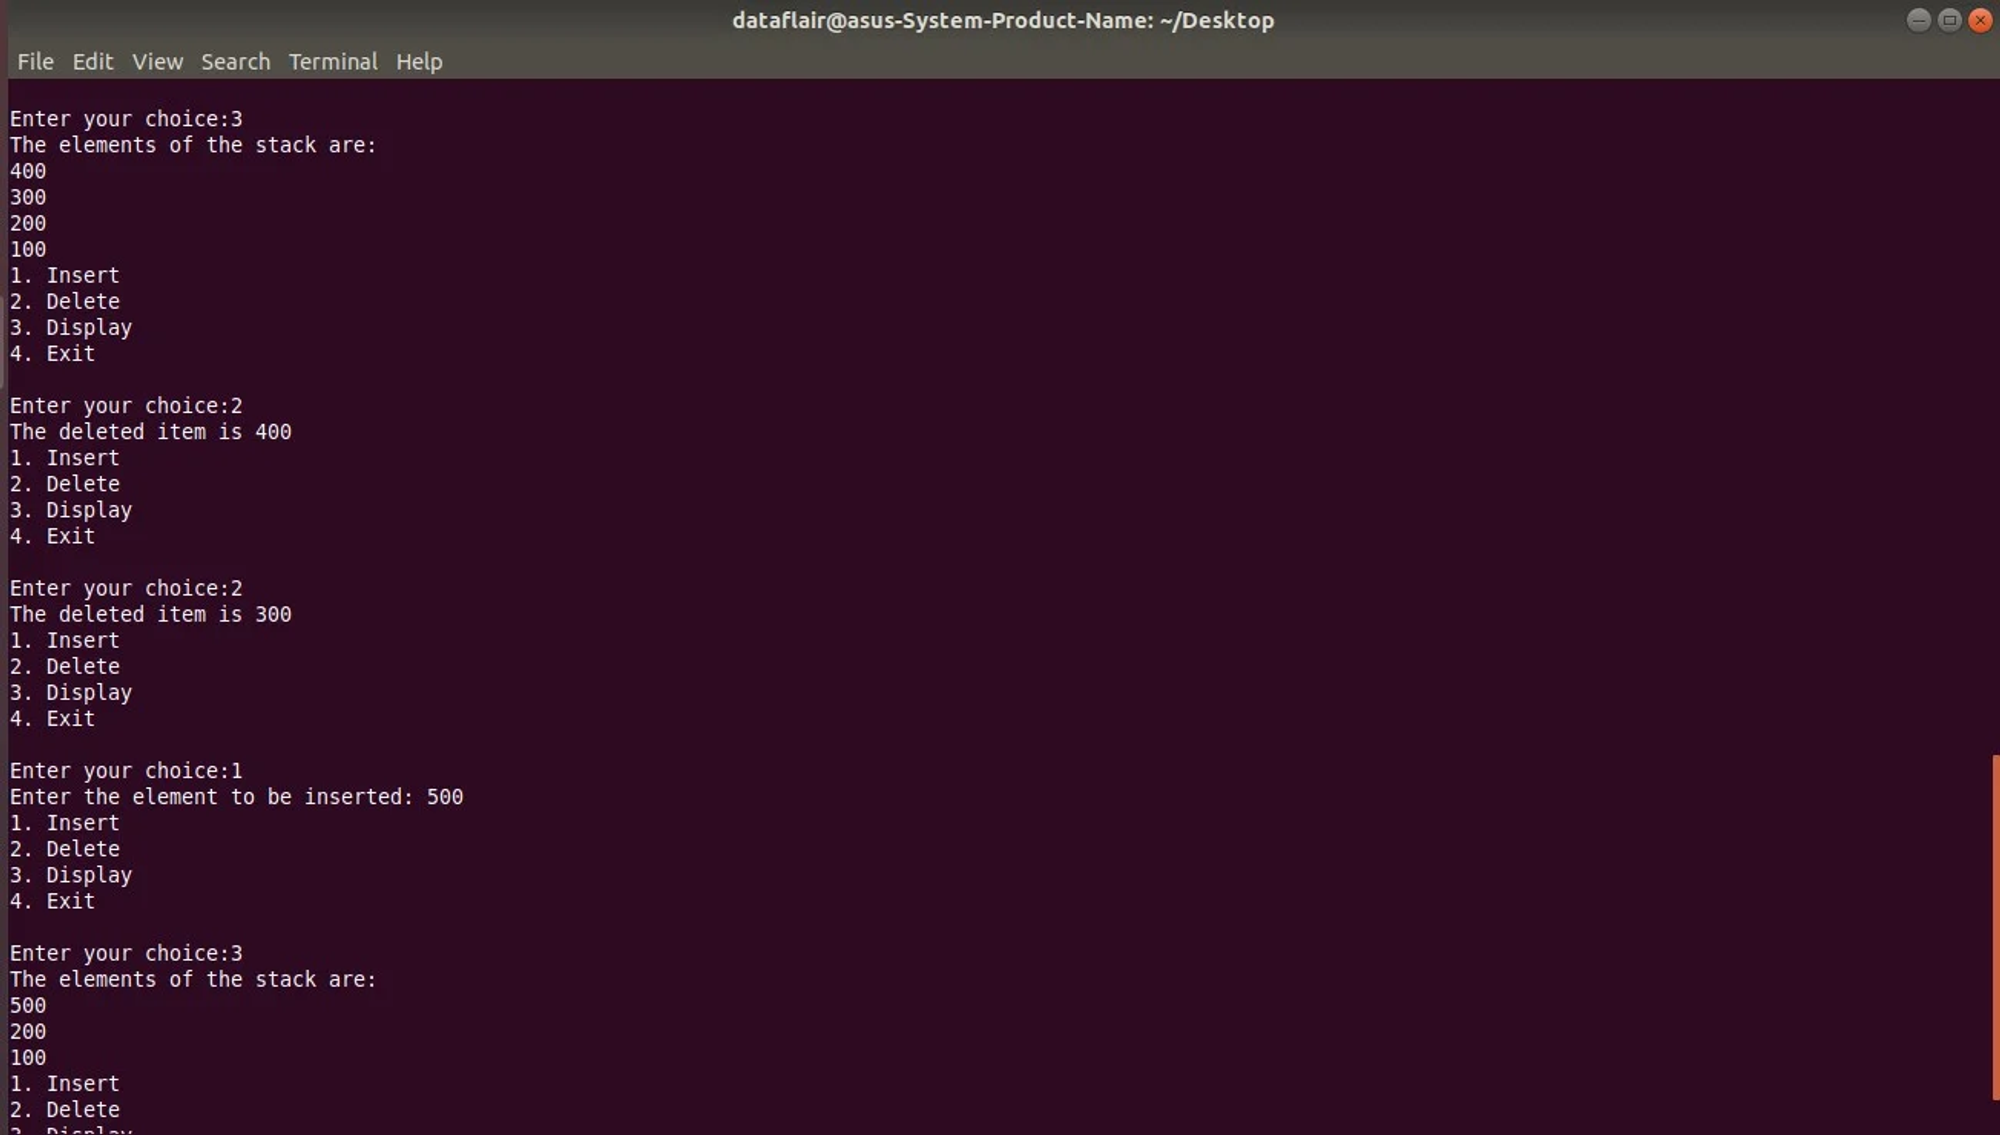 dataflair@asus-System-Product-Name: ~/Desktop
File Edit View Search Terminal Help
Enter your choice:3
The elements of the stack are:
400
300
200
100
1. Insert
2. Delete
3. Display
4. Exit
Enter your choice:2
The deleted item is 400
1. Insert
2. Delete
3. Display
4. Exit
Enter your choice:2
The deleted item is 300
1. Insert
2. Delete
3. Display
4. Exit
Enter your choice:1
Enter the element to be inserted: 500
1. Insert
2. Delete
3. Display
4. Exit
Enter your choice:3
The elements of the stack are:
500
200
100
1. Insert
2. Delete
3. Display